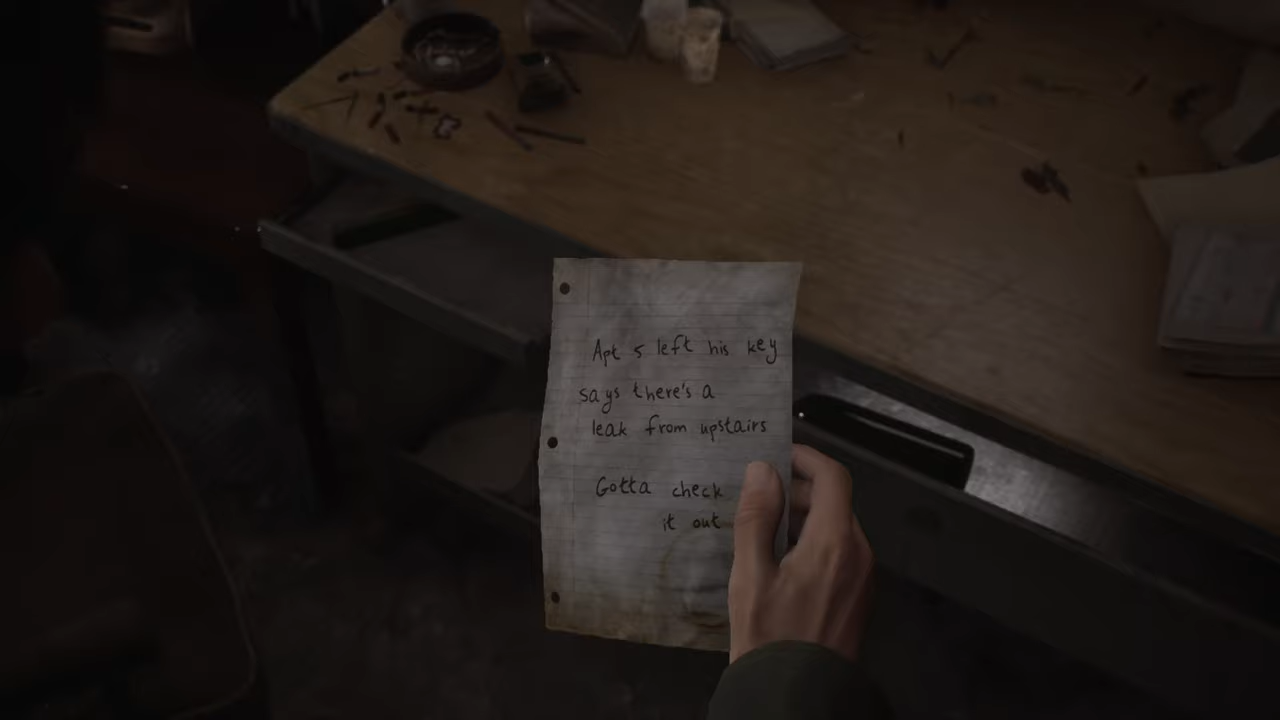 Apt 5 left his key
says there's a
leak from upstairs
Gotta check
it out